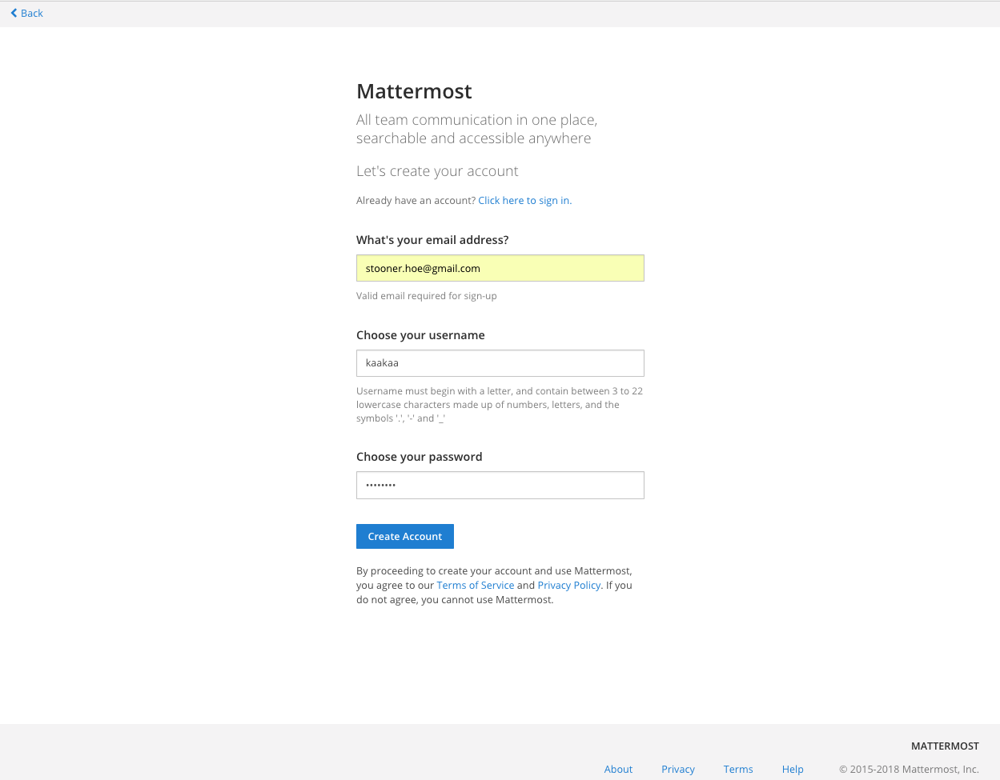 Back
Mattermost
All team communication in one place,
searchable and accessible anywhere
Let's create your account
Already have an account? Click here to sign in.
What's your email address?
stooner.hoe@gmail.com
Valid email required for sign-up
Choose your username
kaakaa
Username must begin with a letter, and contain between 3 to 22
lowercase characters made up of numbers, letters, and the
symbols '.', '-' and '_'
Choose your password
••••••••
Create Account
By proceeding to create your account and use Mattermost,
you agree to our Terms of Service and Privacy Policy. If you
do not agree, you cannot use Mattermost.
MATTERMOST
About Privacy Terms Help © 2015-2018 Mattermost, Inc.